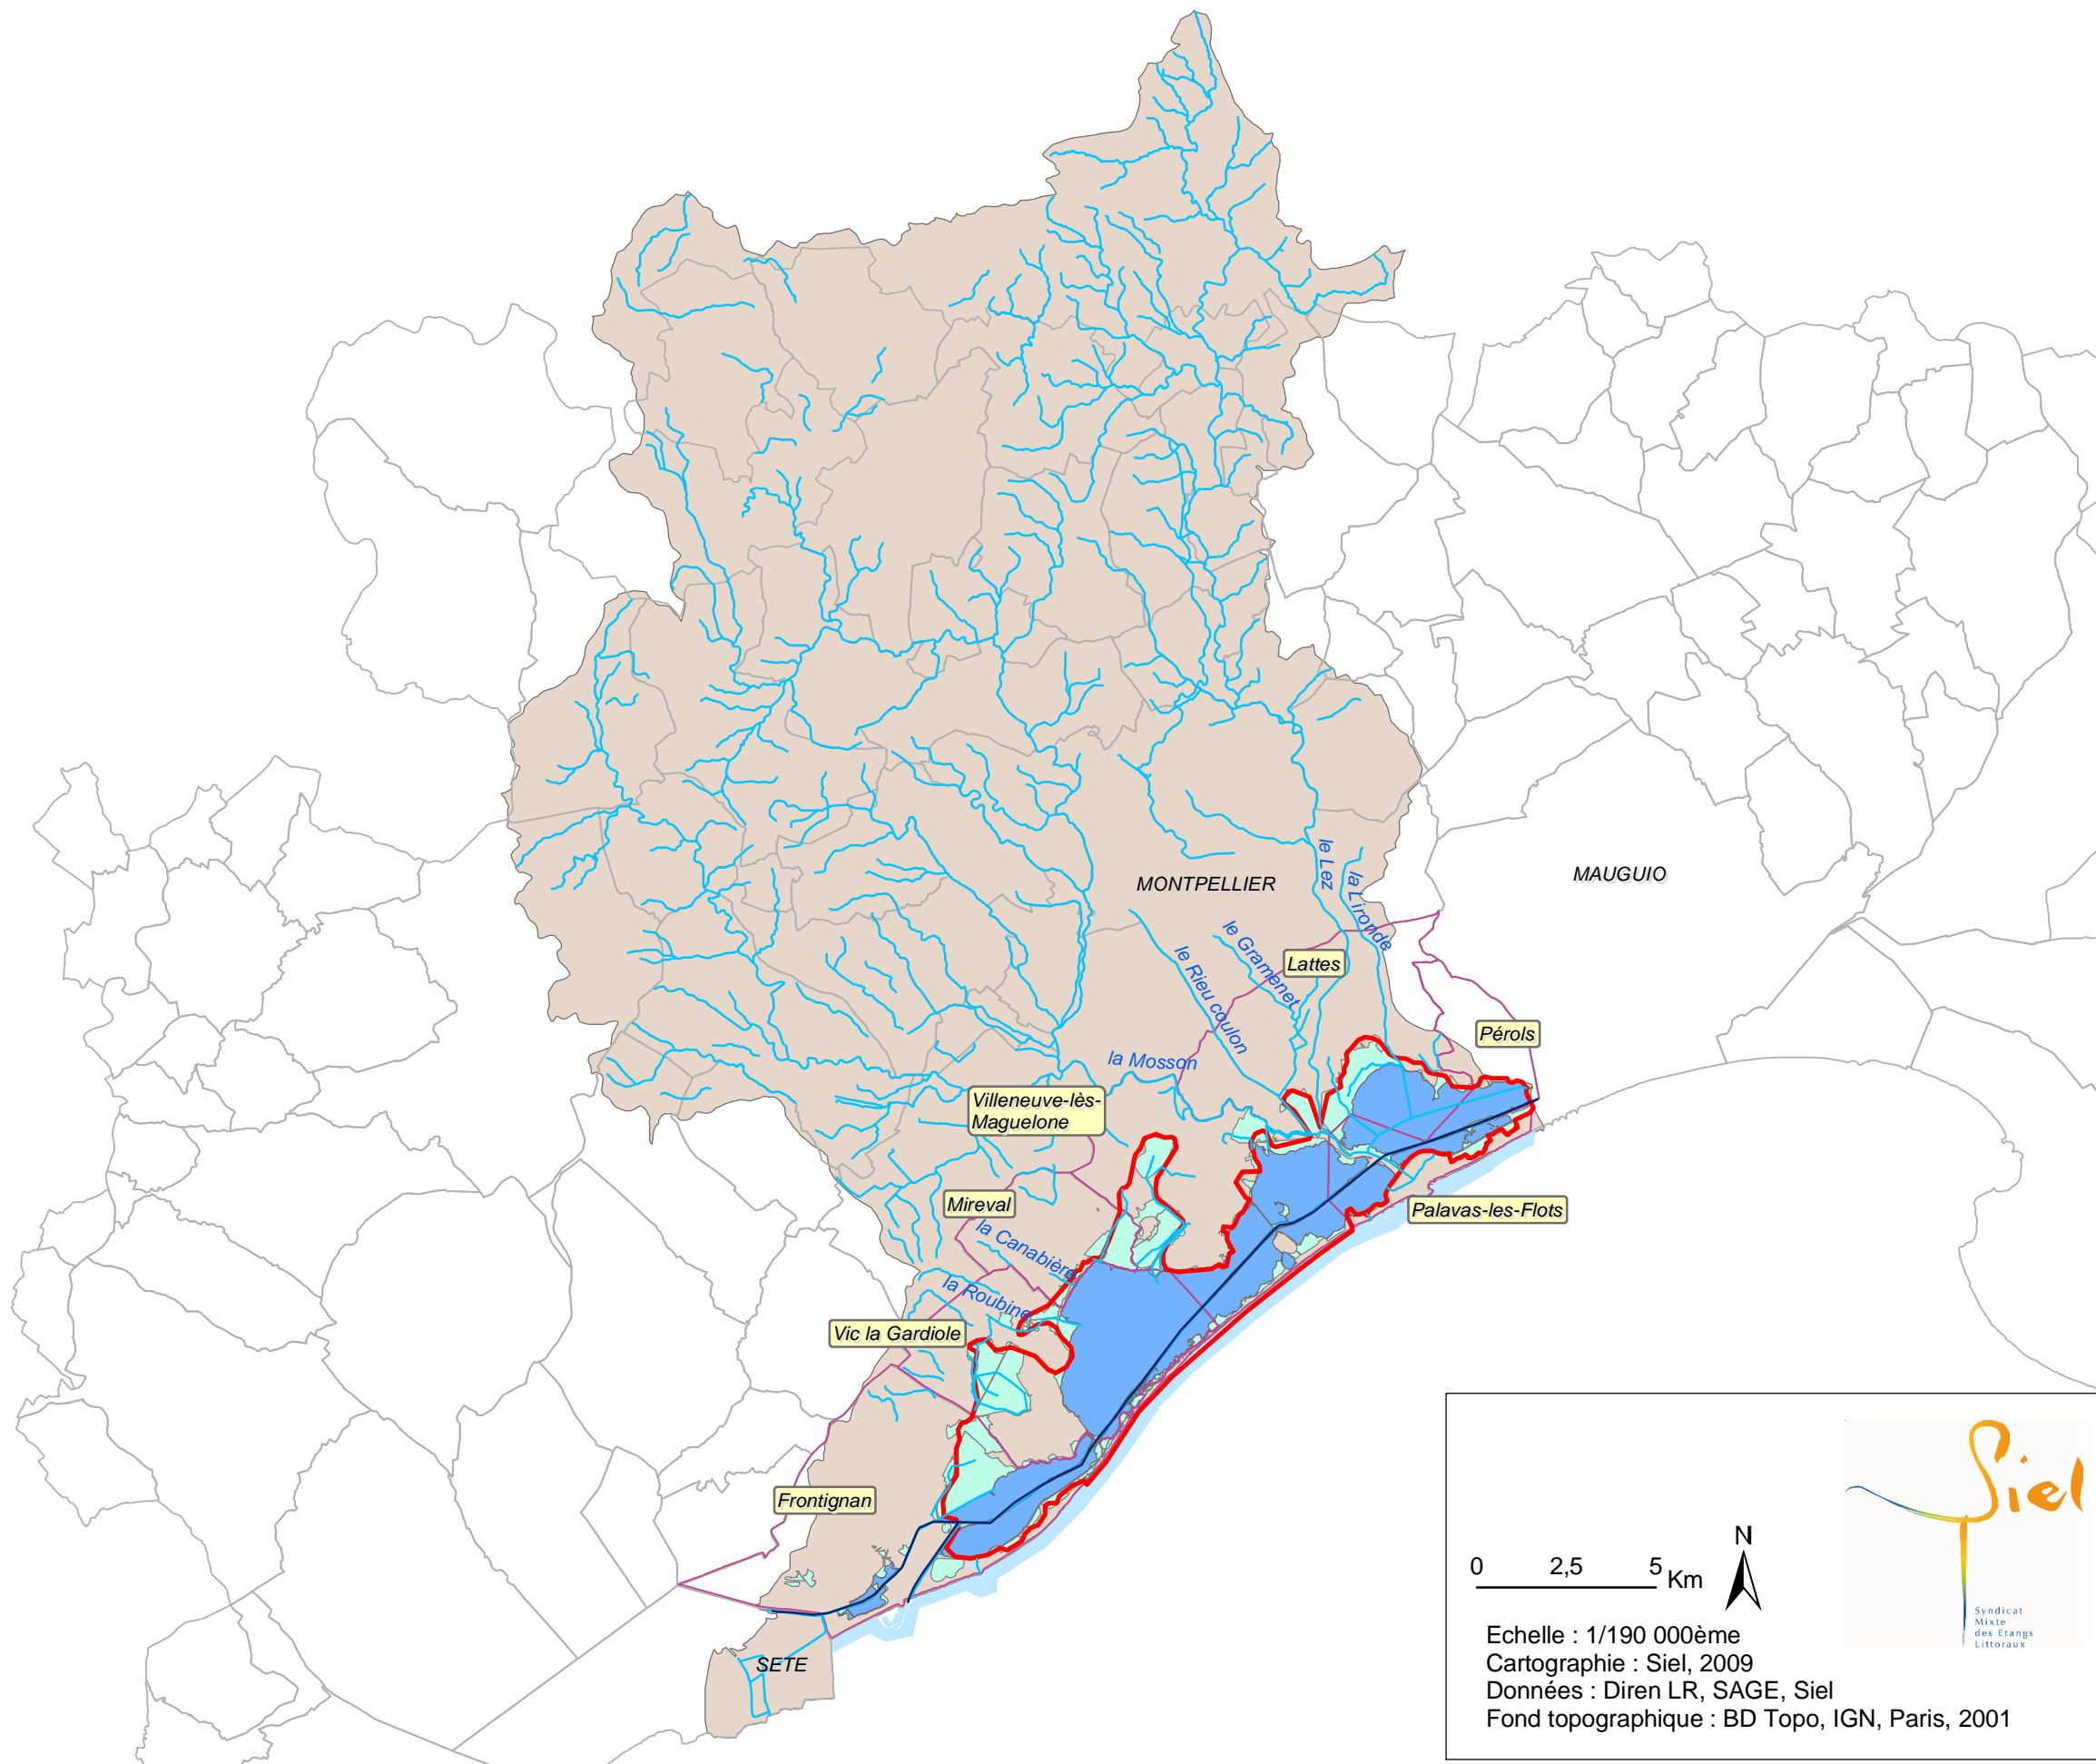 le Lez
MONTPELLIER
la Lironde
MAUGUIO
le Gramenet
Lattes
le Rieu coulon
Pérols
la Mosson
Villeneuve-lès-
Maguelone
Mireval
Palavas-les-Flots
la Canabière
la Roubine
Vic la Gardiole
Frontignan
SETE
Siel
Syndicat
Mixte
des Etangs
Littoraux
N
0 2,5 5 Km
Echelle : 1/190 000ème
Cartographie : Siel, 2009
Données : Diren LR, SAGE, Siel
Fond topographique : BD Topo, IGN, Paris, 2001